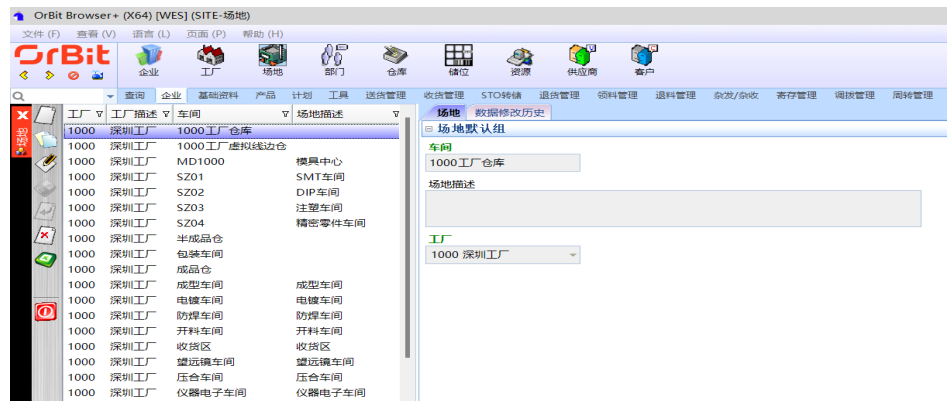 OrBit Browser+ (X64) [WES] (SITE-场地)
文件 (F) 查看 (V) 语言 (L) 页面 (P) 帮助 (H)
OrBit
企业 工厂 场地 部门 仓库 储位 资源 供应商 客户
查询 企业 基础资料 产品 计划 工具 送货管理 收货管理 STO转储 退货管理 领料管理 退料管理 杂发/杂收 寄存管理 调拨管理 周转管理
工厂 工厂描述 车间 场地描述
1000 深圳工厂 1000工厂仓库
1000 深圳工厂 1000工厂虚拟线边仓
1000 深圳工厂 MD1000 模具中心
1000 深圳工厂 SZ01 SMT车间
1000 深圳工厂 SZ02 DIP车间
1000 深圳工厂 SZ03 注塑车间
1000 深圳工厂 SZ04 精密零件车间
1000 深圳工厂 半成品仓
1000 深圳工厂 包装车间
1000 深圳工厂 成品仓
1000 深圳工厂 成型车间 成型车间
1000 深圳工厂 电镀车间 电镀车间
1000 深圳工厂 防焊车间 防焊车间
1000 深圳工厂 开料车间 开料车间
1000 深圳工厂 收货区 收货区
1000 深圳工厂 望远镜车间 望远镜车间
1000 深圳工厂 压合车间 压合车间
1000 深圳工厂 仪器电子车间 仪器电子车间
场地 数据修改历史
场地默认组
车间
1000工厂仓库
场地描述
工厂
1000 深圳工厂